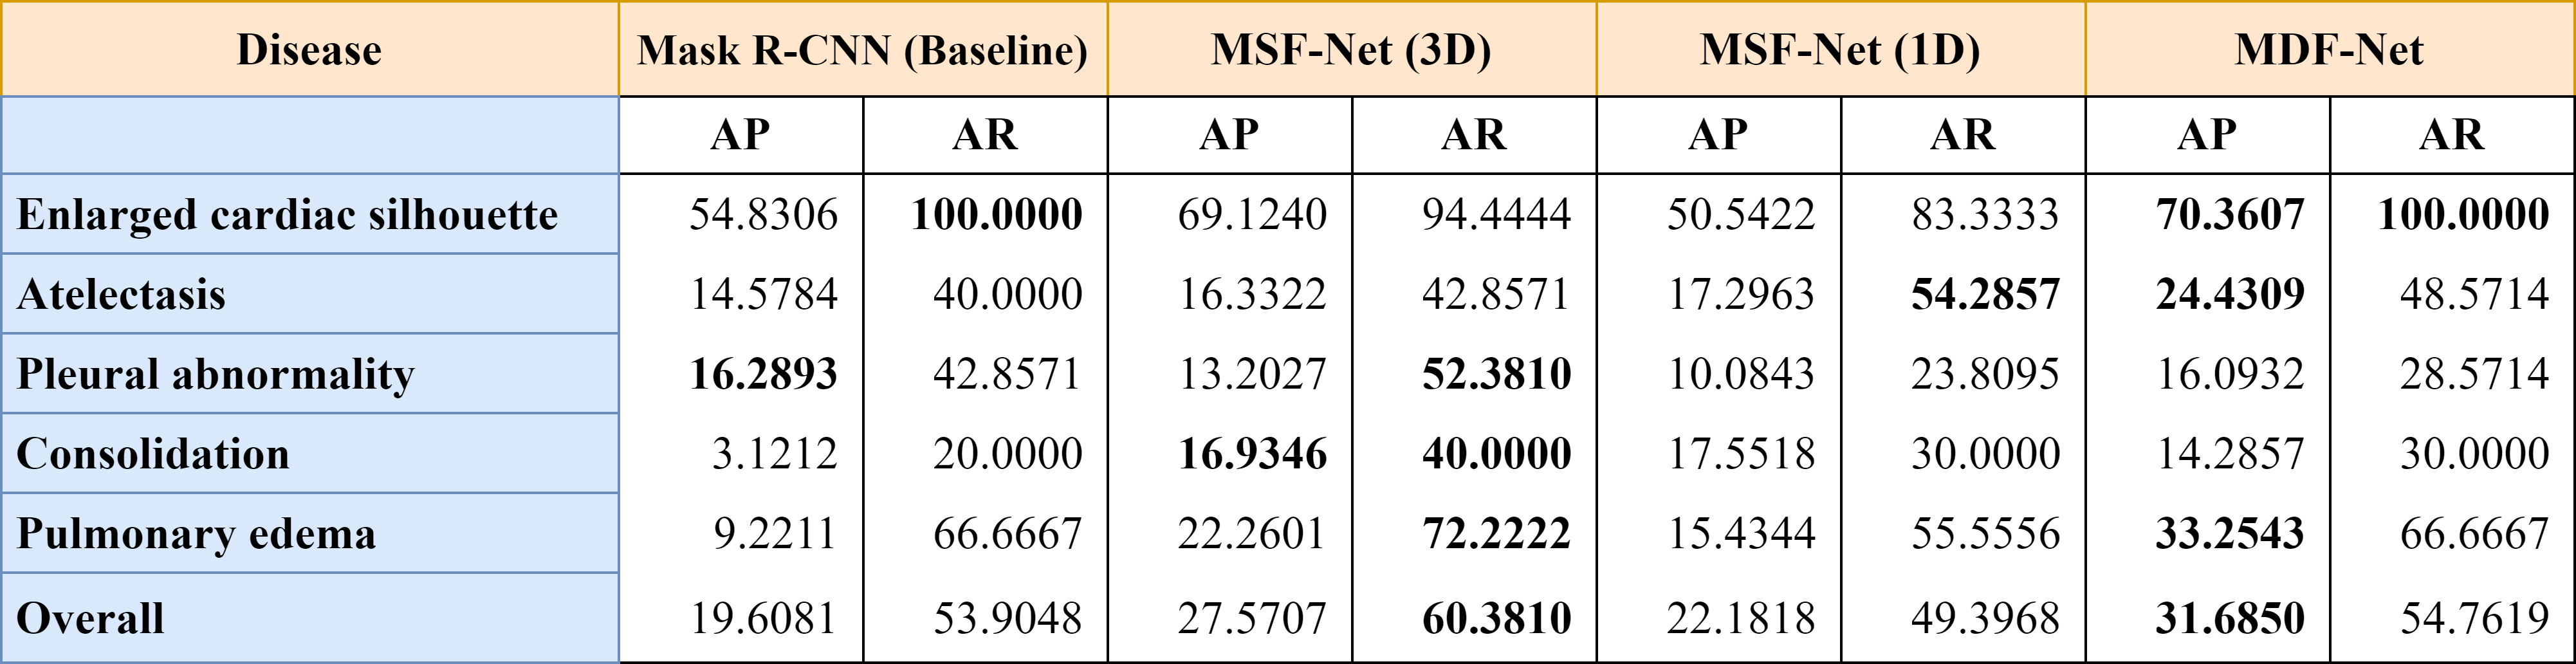 Disease Mask R-CNN (Baseline) MSF-Net (3D) MSF-Net (1D) MDF-Net
AP AR AP AR AP AR AP AR
Enlarged cardiac silhouette 54.8306 100.0000 69.1240 94.4444 50.5422 83.3333 70.3607 100.0000
Atelectasis 14.5784 40.0000 16.3322 42.8571 17.2963 54.2857 24.4309 48.5714
Pleural abnormality 16.2893 42.8571 13.2027 52.3810 10.0843 23.8095 16.0932 28.5714
Consolidation 3.1212 20.0000 16.9346 40.0000 17.5518 30.0000 14.2857 30.0000
Pulmonary edema 9.2211 66.6667 22.2601 72.2222 15.4344 55.5556 33.2543 66.6667
Overall 19.6081 53.9048 27.5707 60.3810 22.1818 49.3968 31.6850 54.7619